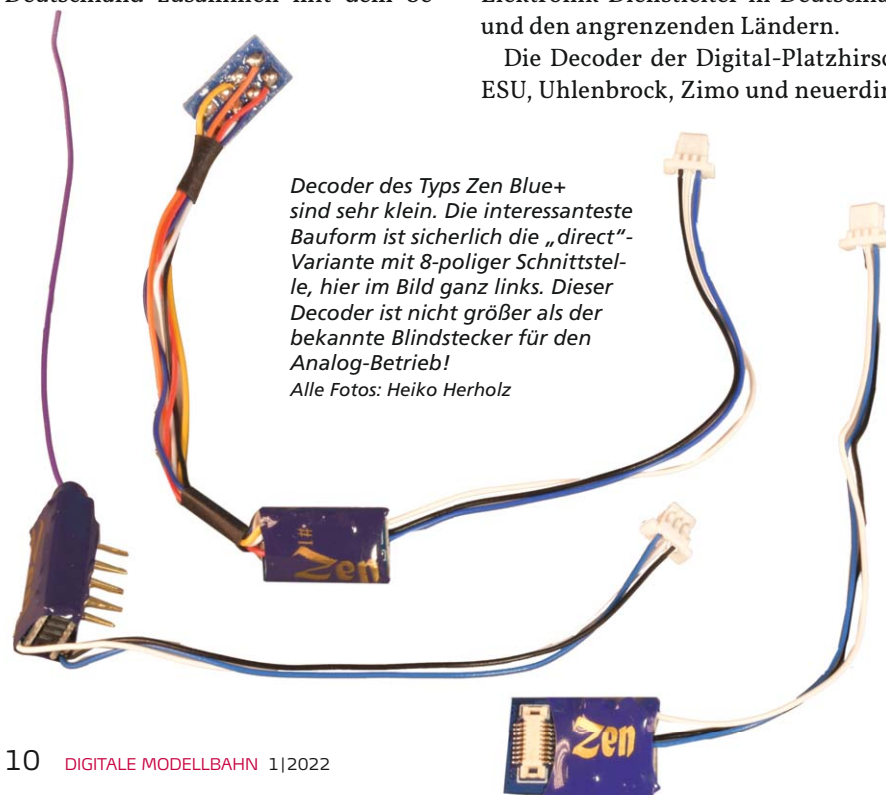 und den angrenzenden Ländern.
Die Decoder der Digital-Platzhirsc
ESU, Uhlenbrock, Zimo und neuerdin
Decoder des Typs Zen Blue+
sind sehr klein. Die interessanteste
Bauform ist sicherlich die „direct“-
Variante mit 8-poliger Schnittstel-
le, hier im Bild ganz links. Dieser
Decoder ist nicht größer als der
bekannte Blindstecker für den
Analog-Betrieb!
Alle Fotos: Heiko Herholz
#1
Zen
Zen
10 DIGITALE MODELLBAHN 1|2022